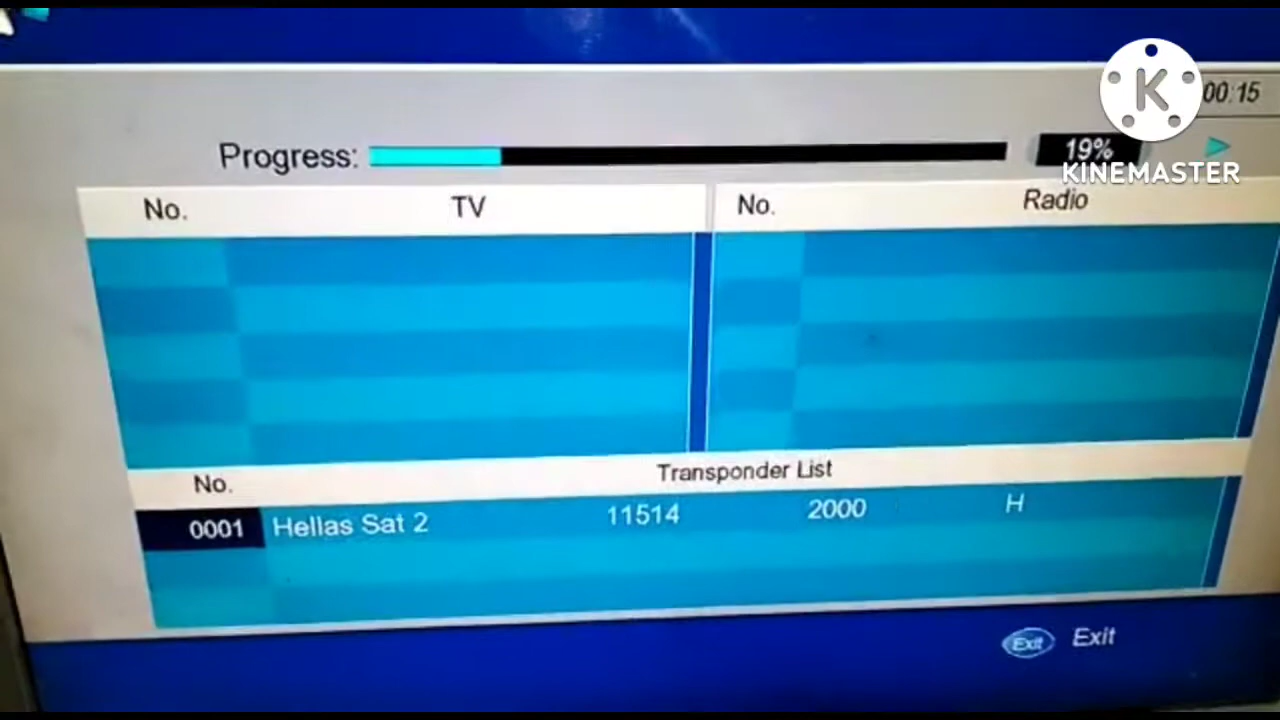 00:15
Progress: 19%
K
KINEMASTER
No. TV No. Radio
No. Transponder List
0001 Hellas Sat 2 11514 2000 H
Exit Exit